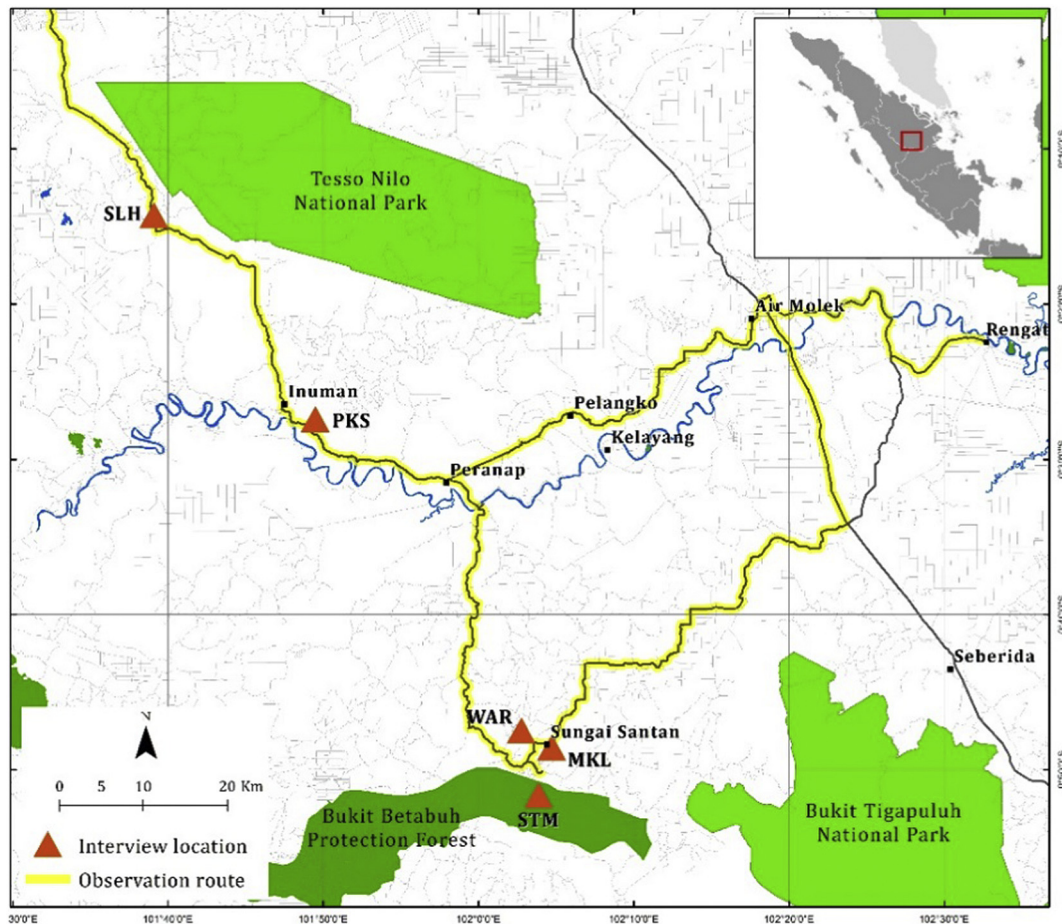 Tesso Nilo
National Park
SLH
Air Molek
Rengat
Inuman
PKS
Pelangko
Kelayang
Peranap
Seberida
WAR
Sungai Santan
MKL
STM
Bukit Betabuh
Protection Forest
Bukit Tigapuluh
National Park
0 10 20 Km
Interview location
Observation route
30'0"E 101°40'0"E 101°50'0"E 102°0'0"E 102°10'0"E 102°20'0"E 102°30'0"E